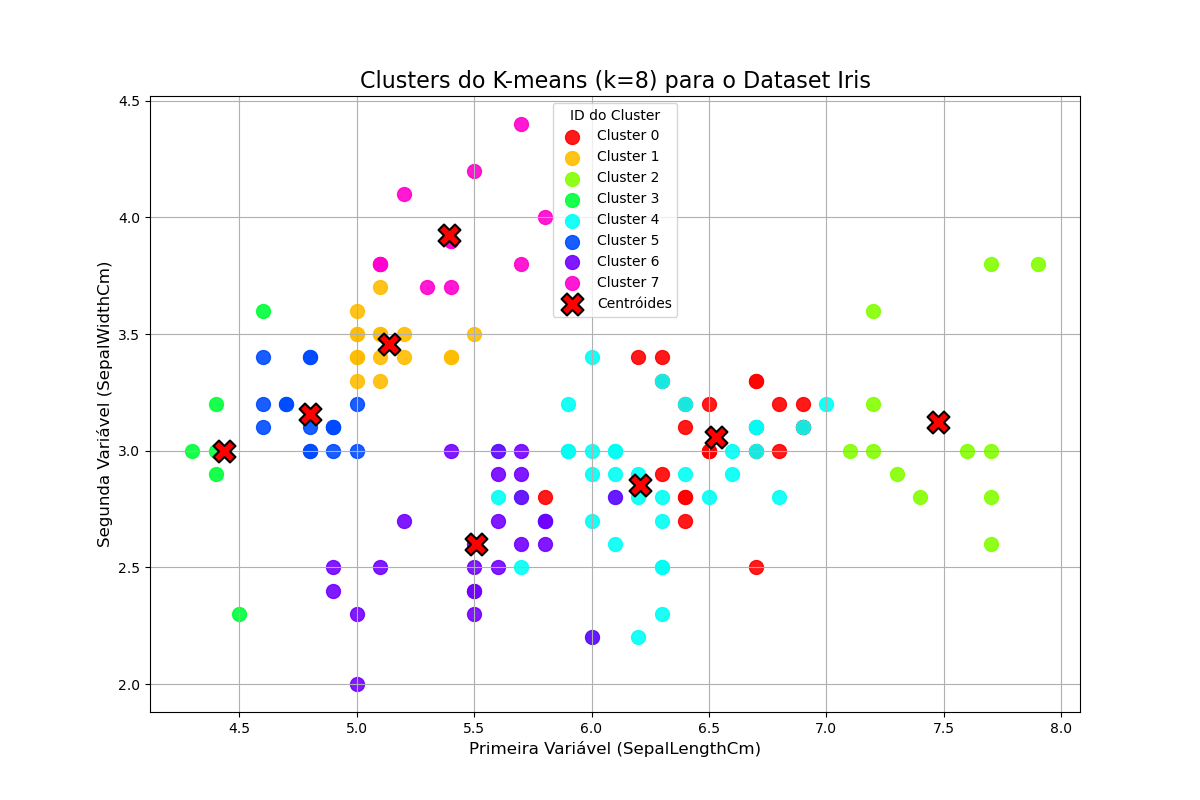 Clusters do K-means (k=8) para o Dataset Iris
ID do Cluster
Cluster 0
Cluster 1
Cluster 2
Cluster 3
Cluster 4
Cluster 5
Cluster 6
Cluster 7
Centróides
Segunda Variável (SepalWidthCm)
4.5
4.0
3.5
3.0
2.5
2.0
4.5 5.0 5.5 6.0 6.5 7.0 7.5 8.0
Primeira Variável (SepalLengthCm)